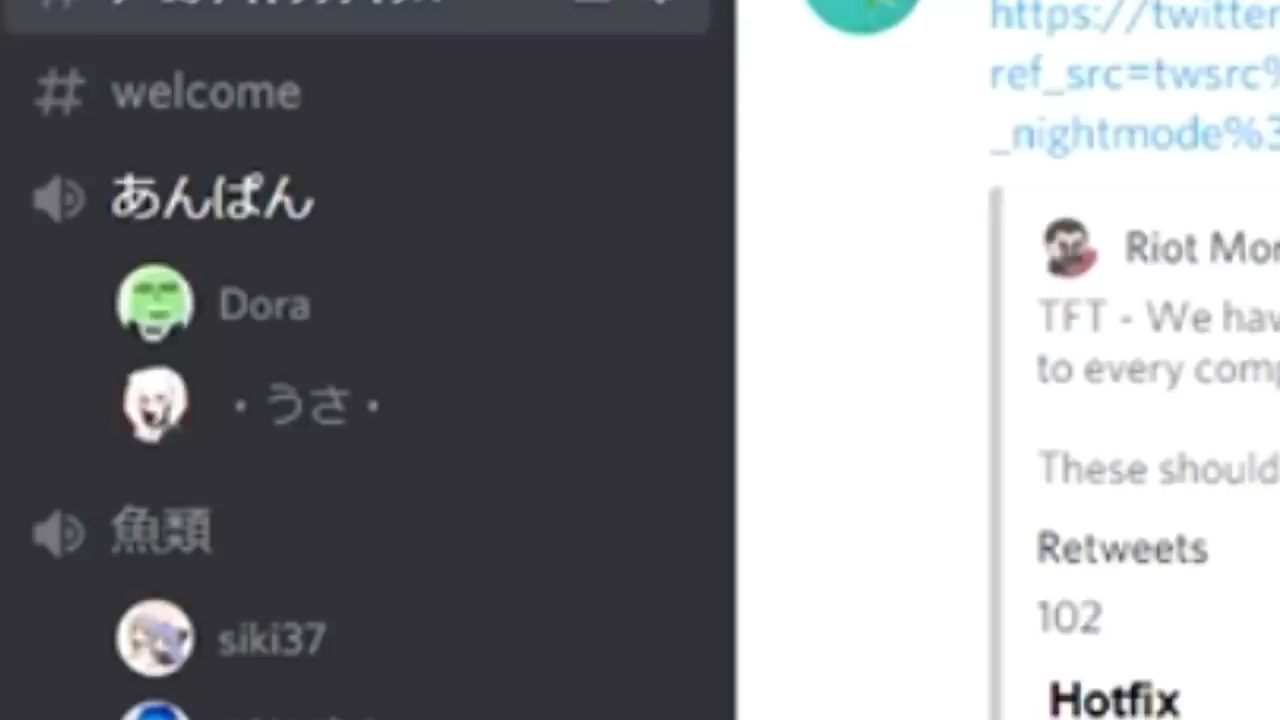 welcome
あんぱん
Dora
・うさ・
魚類
siki37
https://twitter
ref_src=twsrc%
_nightmode%3
Riot Mor
TFT - We hav
to every comp
These should
Retweets
102
Hotfix